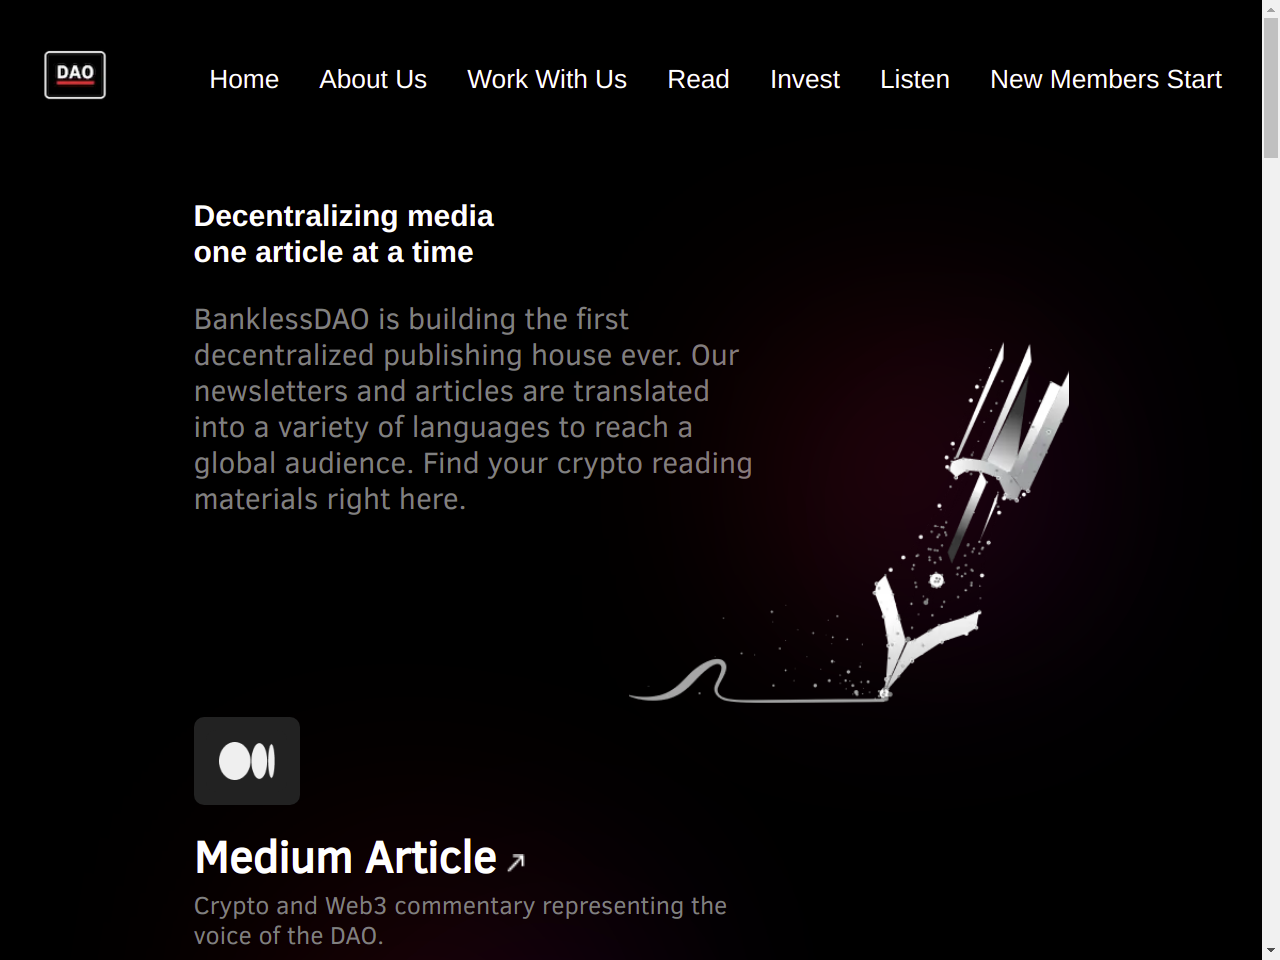 DAO
Home About Us Work With Us Read Invest Listen New Members Start
Decentralizing media
one article at a time
BanklessDAO is building the first
decentralized publishing house ever. Our
newsletters and articles are translated
into a variety of languages to reach a
global audience. Find your crypto reading
materials right here.
Medium Article
Crypto and Web3 commentary representing the
voice of the DAO.